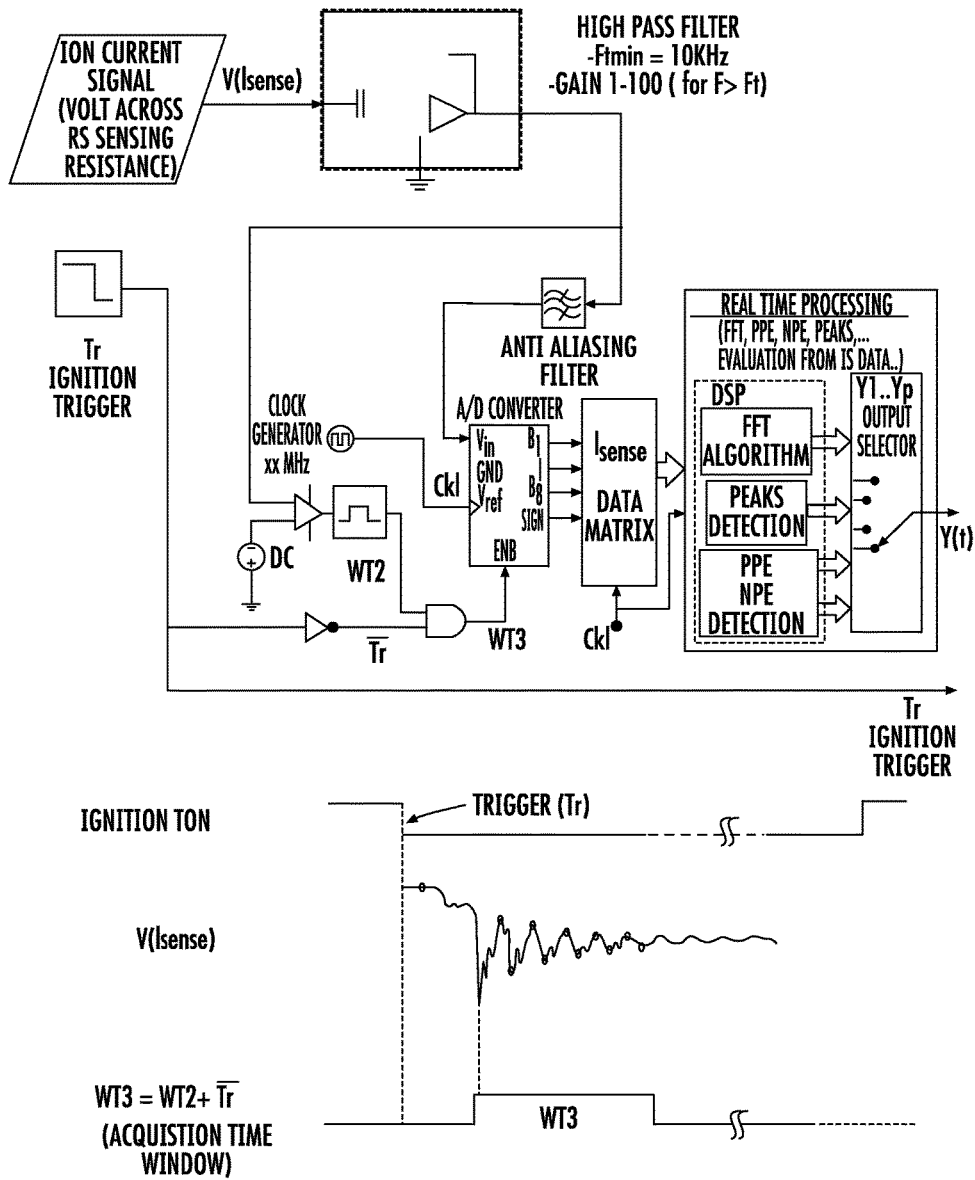 ION CURRENT
SIGNAL
(VOLT ACROSS
RS SENSING
RESISTANCE)
V(Isense)
HIGH PASS FILTER
-Ftmin = 10KHz
-GAIN 1-100 ( for F> Ft)
Tr
IGNITION
TRIGGER
ANTI ALIASING
FILTER
CLOCK
GENERATOR
xx MHz
Ckl
A/D CONVERTER
Vin
GND
Vref
B1
|
B8
SIGN
ENB
Isense
DATA
MATRIX
Ckl
DC
WT2
Tr
WT3
REAL TIME PROCESSING
(FFT, PPE, NPE, PEAKS,...
EVALUATION FROM IS DATA..)
DSP
FFT
ALGORITHM
PEAKS
DETECTION
PPE
NPE
DETECTION
Y1..Yp
OUTPUT
SELECTOR
Y(t)
Tr
IGNITION
TRIGGER
IGNITION TON
TRIGGER (Tr)
V(Isense)
WT3 = WT2+ Tr
(ACQUISTION TIME
WINDOW)
WT3